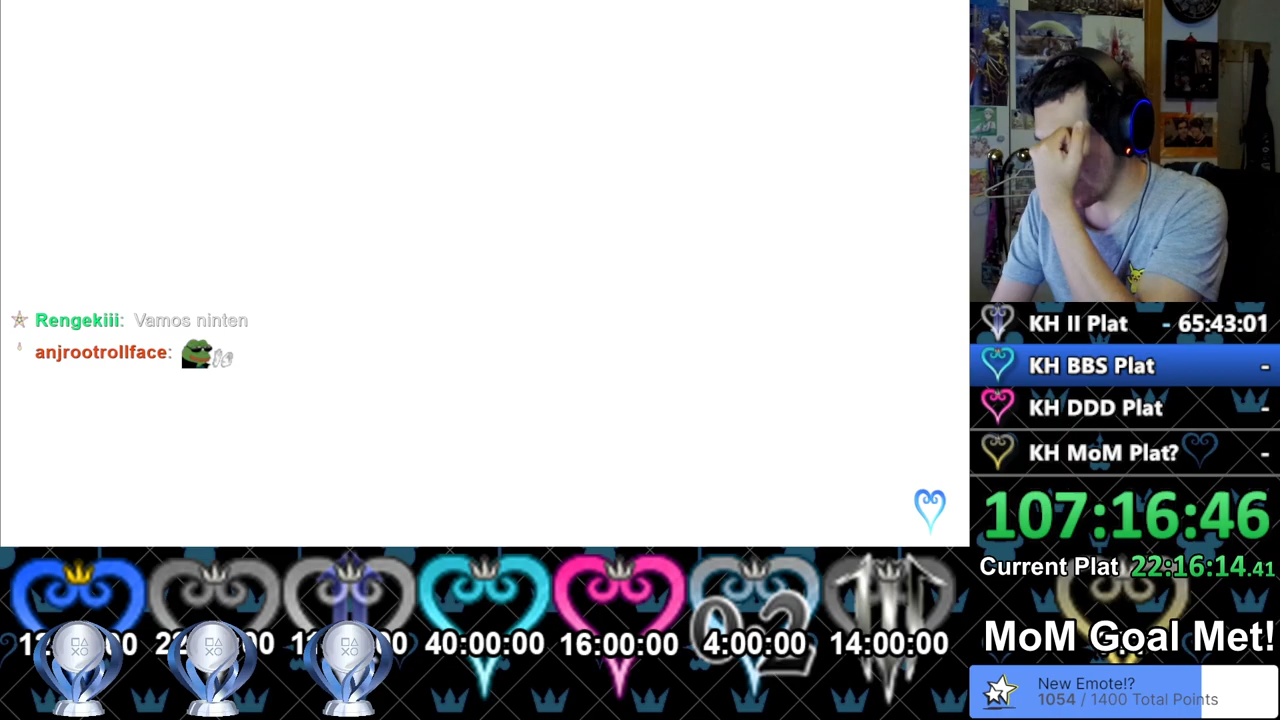 Rengekiii: Vamos ninten
anjrootrollface:
KH II Plat - 65:43:01
KH BBS Plat -
KH DDD Plat -
KH MoM Plat? -
107:16:46
Current Plat 22:16:14.41
MoM Goal Met!
New Emote!?
1054 / 1400 Total Points
40:00:00 16:00:00 4:00:00 14:00:00
0.2